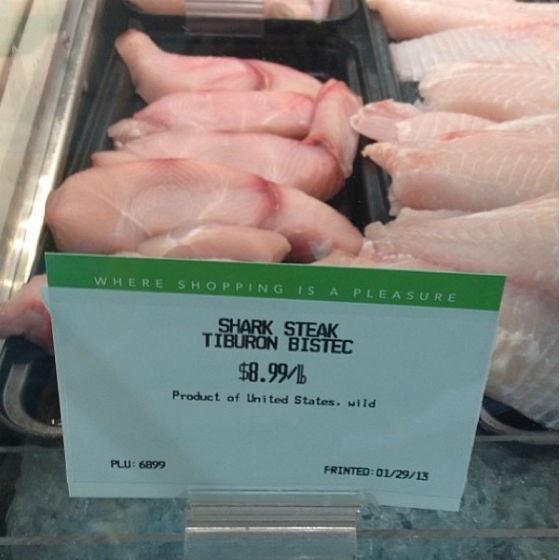 WHERE SHOPPING IS A PLEASURE
SHARK STEAK
TIBURON BISTEC
$8.99/lb
Product of United States. wild
PLU: 6899
PRINTED: 01/29/13